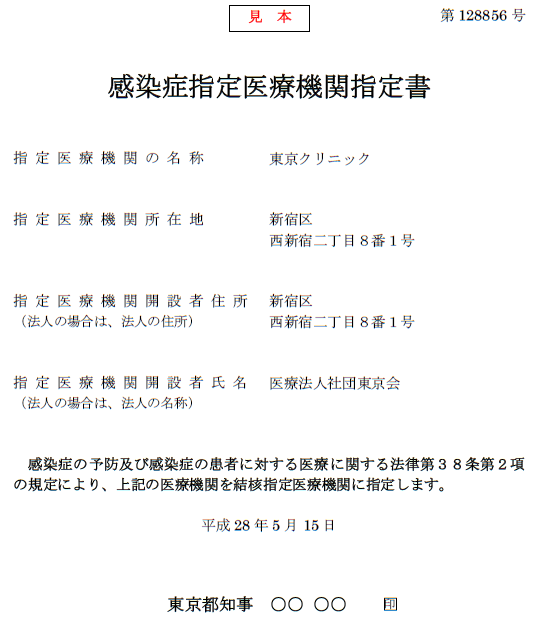 見 本
第 128856 号
感染症指定医療機関指定書
指定医療機関の名称 東京クリニック
指定医療機関所在地 新宿区
西新宿二丁目８番１号
指定医療機関開設者住所 新宿区
（法人の場合は、法人の住所） 西新宿二丁目８番１号
指定医療機関開設者氏名 医療法人社団東京会
（法人の場合は、法人の名称）
感染症の予防及び感染症の患者に対する医療に関する法律第３８条第２項
の規定により、上記の医療機関を結核指定医療機関に指定します。
平成 28 年 5 月 15 日
東京都知事 〇〇 〇〇 印